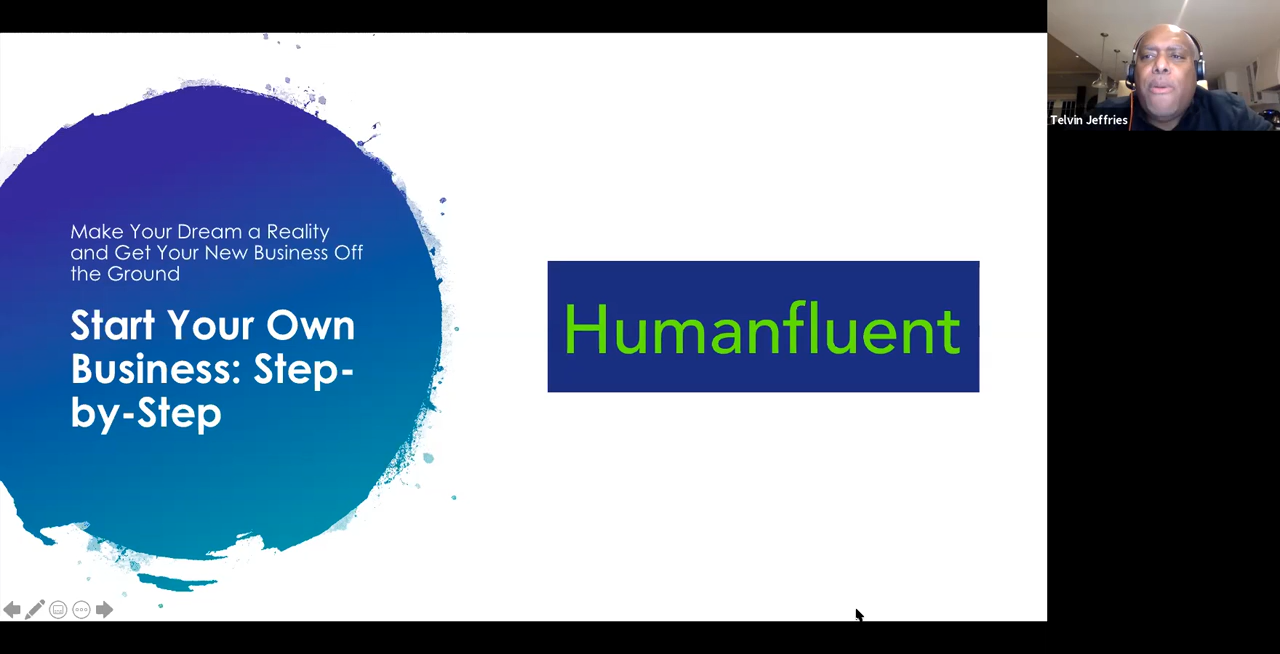 Make Your Dream a Reality
and Get Your New Business Off
the Ground
Start Your Own
Business: Step-
by-Step
Humanfluent
Telvin Jeffries